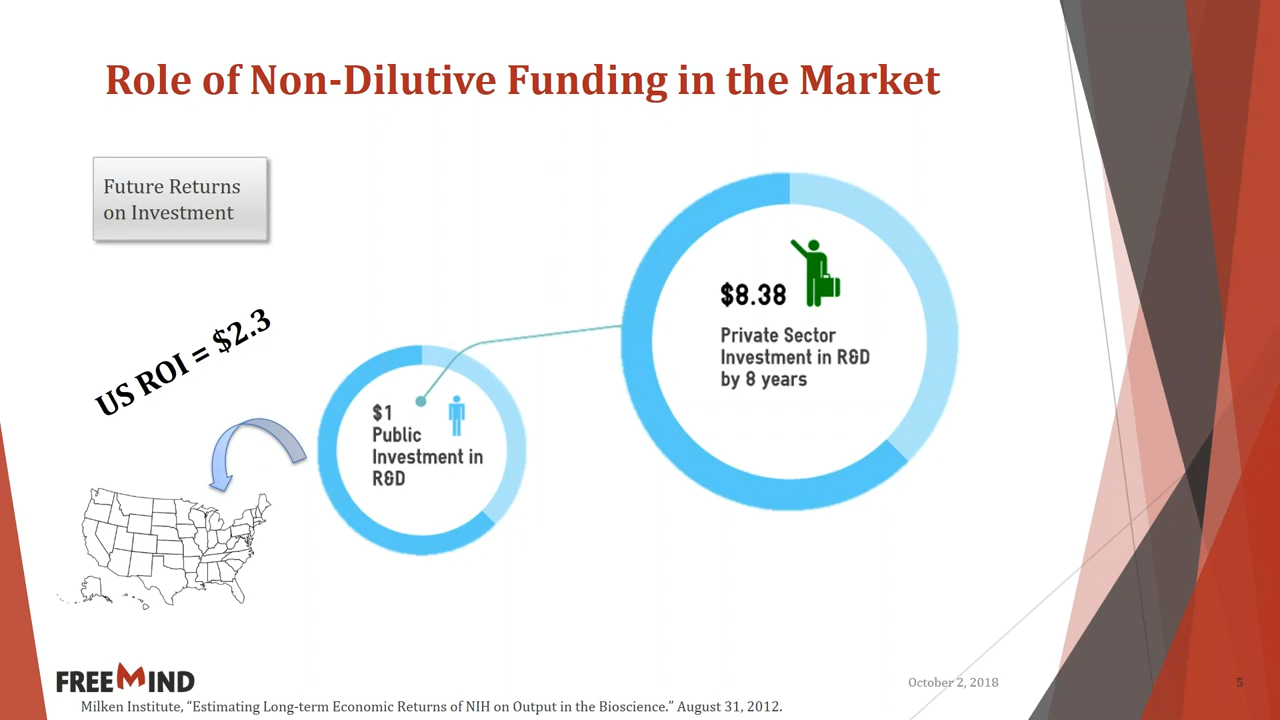 Role of Non-Dilutive Funding in the Market
Future Returns
on Investment
US ROI = $2.3
$1
Public
Investment in
R&D
$8.38
Private Sector
Investment in R&D
by 8 years
FREEMIND
October 2, 2018
5
Milken Institute, “Estimating Long-term Economic Returns of NIH on Output in the Bioscience.” August 31, 2012.